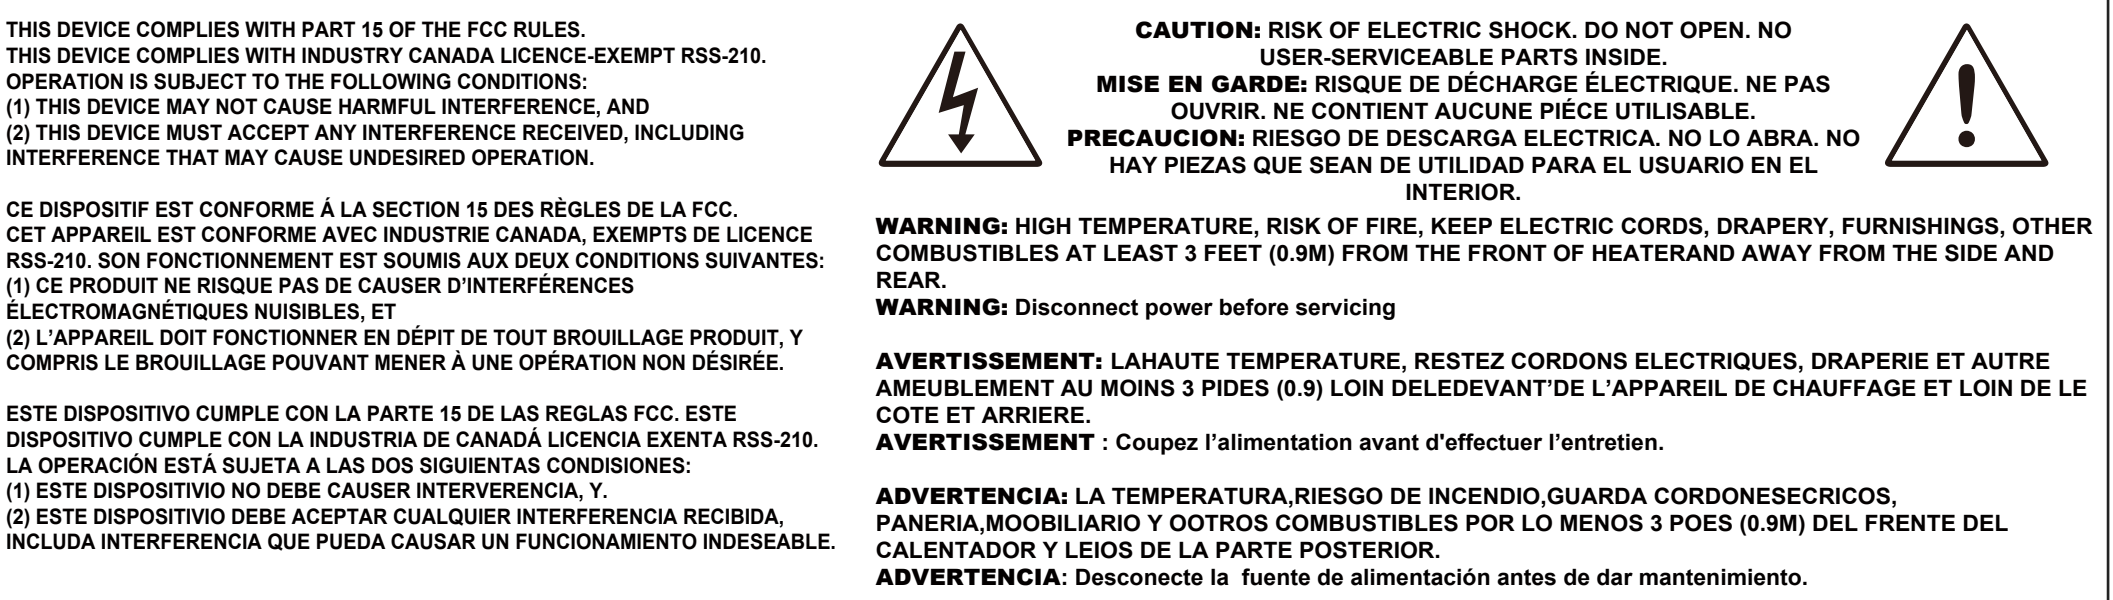 THIS DEVICE COMPLIES WITH PART 15 OF THE FCC RULES.
THIS DEVICE COMPLIES WITH INDUSTRY CANADA LICENCE-EXEMPT RSS-210.
OPERATION IS SUBJECT TO THE FOLLOWING CONDITIONS:
(1) THIS DEVICE MAY NOT CAUSE HARMFUL INTERFERENCE, AND
(2) THIS DEVICE MUST ACCEPT ANY INTERFERENCE RECEIVED, INCLUDING
INTERFERENCE THAT MAY CAUSE UNDESIRED OPERATION.
CE DISPOSITIF EST CONFORME Á LA SECTION 15 DES RÈGLES DE LA FCC.
CET APPAREIL EST CONFORME AVEC INDUSTRIE CANADA, EXEMPTS DE LICENCE
RSS-210. SON FONCTIONNEMENT EST SOUMIS AUX DEUX CONDITIONS SUIVANTES:
(1) CE PRODUIT NE RISQUE PAS DE CAUSER D’INTERFÉRENCES
ÉLECTROMAGNÉTIQUES NUISIBLES, ET
(2) L’APPAREIL DOIT FONCTIONNER EN DÉPIT DE TOUT BROUILLAGE PRODUIT, Y
COMPRIS LE BROUILLAGE POUVANT MENER À UNE OPÉRATION NON DÉSIRÉE.
ESTE DISPOSITIVO CUMPLE CON LA PARTE 15 DE LAS REGLAS FCC. ESTE
DISPOSITIVO CUMPLE CON LA INDUSTRIA DE CANADÁ LICENCIA EXENTA RSS-210.
LA OPERACIÓN ESTÁ SUJETA A LAS DOS SIGUIENTAS CONDISIONES:
(1) ESTE DISPOSITIVIO NO DEBE CAUSER INTERVERENCIA, Y.
(2) ESTE DISPOSITIVIO DEBE ACEPTAR CUALQUIER INTERFERENCIA RECIBIDA,
INCLUDA INTERFERENCIA QUE PUEDA CAUSAR UN FUNCIONAMIENTO INDESEABLE.
CAUTION: RISK OF ELECTRIC SHOCK. DO NOT OPEN. NO
USER-SERVICEABLE PARTS INSIDE.
MISE EN GARDE: RISQUE DE DÉCHARGE ÉLECTRIQUE. NE PAS
OUVRIR. NE CONTIENT AUCUNE PIÉCE UTILISABLE.
PRECAUCION: RIESGO DE DESCARGA ELECTRICA. NO LO ABRA. NO
HAY PIEZAS QUE SEAN DE UTILIDAD PARA EL USUARIO EN EL
INTERIOR.
WARNING: HIGH TEMPERATURE, RISK OF FIRE, KEEP ELECTRIC CORDS, DRAPERY, FURNISHINGS, OTHER
COMBUSTIBLES AT LEAST 3 FEET (0.9M) FROM THE FRONT OF HEATERAND AWAY FROM THE SIDE AND
REAR.
WARNING: Disconnect power before servicing
AVERTISSEMENT: LAHAUTE TEMPERATURE, RESTEZ CORDONS ELECTRIQUES, DRAPERIE ET AUTRE
AMEUBLEMENT AU MOINS 3 PIDES (0.9) LOIN DELEDEVANT’DE L’APPAREIL DE CHAUFFAGE ET LOIN DE LE
COTE ET ARRIERE.
AVERTISSEMENT : Coupez l’alimentation avant d'effectuer l’entretien.
ADVERTENCIA: LA TEMPERATURA,RIESGO DE INCENDIO,GUARDA CORDONESECRICOS,
PANERIA,MOOBILIARIO Y OOTROS COMBUSTIBLES POR LO MENOS 3 POES (0.9M) DEL FRENTE DEL
CALENTADOR Y LEIOS DE LA PARTE POSTERIOR.
ADVERTENCIA: Desconecte la fuente de alimentación antes de dar mantenimiento.